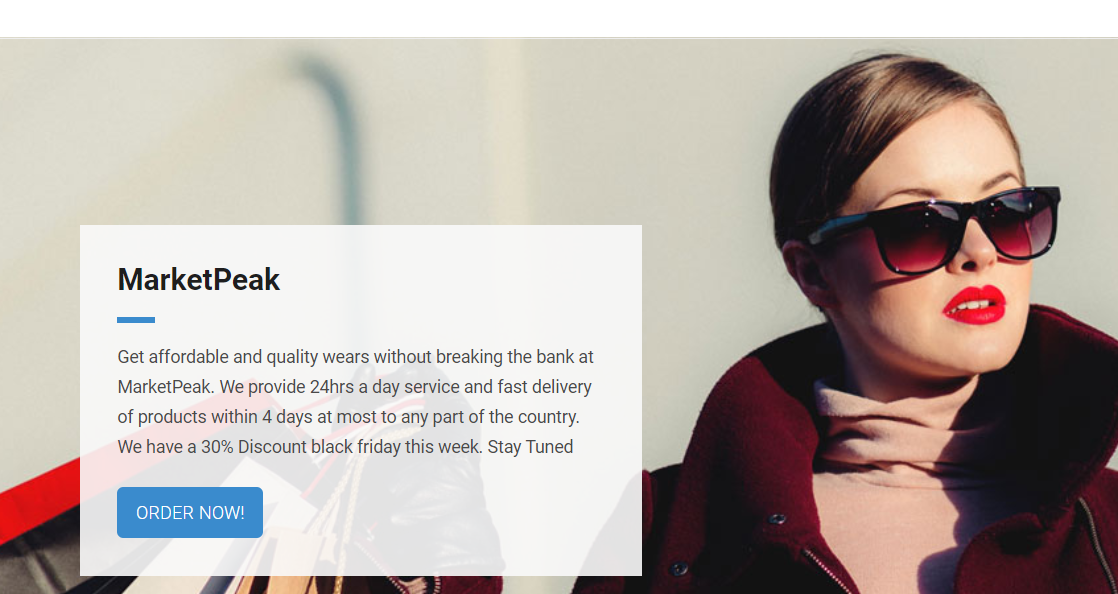 MarketPeak
Get affordable and quality wears without breaking the bank at
MarketPeak. We provide 24hrs a day service and fast delivery
of products within 4 days at most to any part of the country.
We have a 30% Discount black friday this week. Stay Tuned
ORDER NOW!